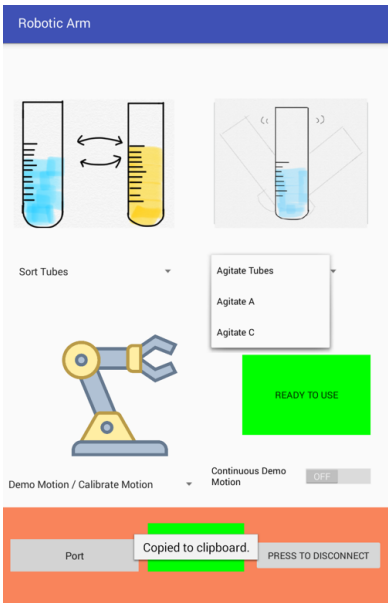 Robotic Arm
Sort Tubes
Agitate Tubes
Agitate A
Agitate C
READY TO USE
Demo Motion / Calibrate Motion
Continuous Demo
Motion
OFF
Port
Copied to clipboard.
PRESS TO DISCONNECT